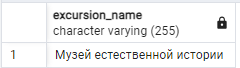 excursion_name
character varying (255)
1 Музей естественной истории